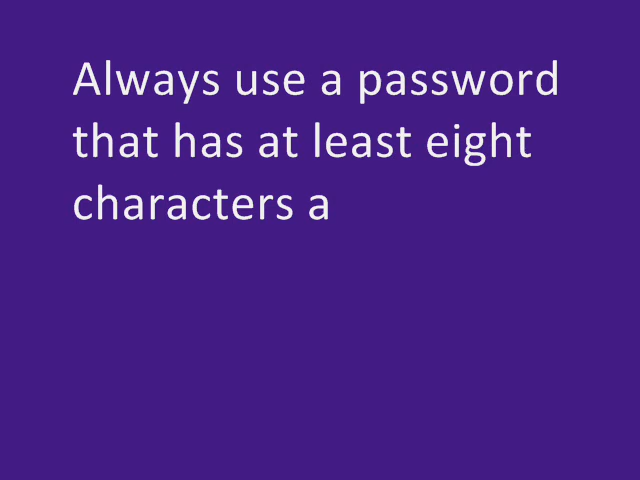 Always use a password
that has at least eight
characters a